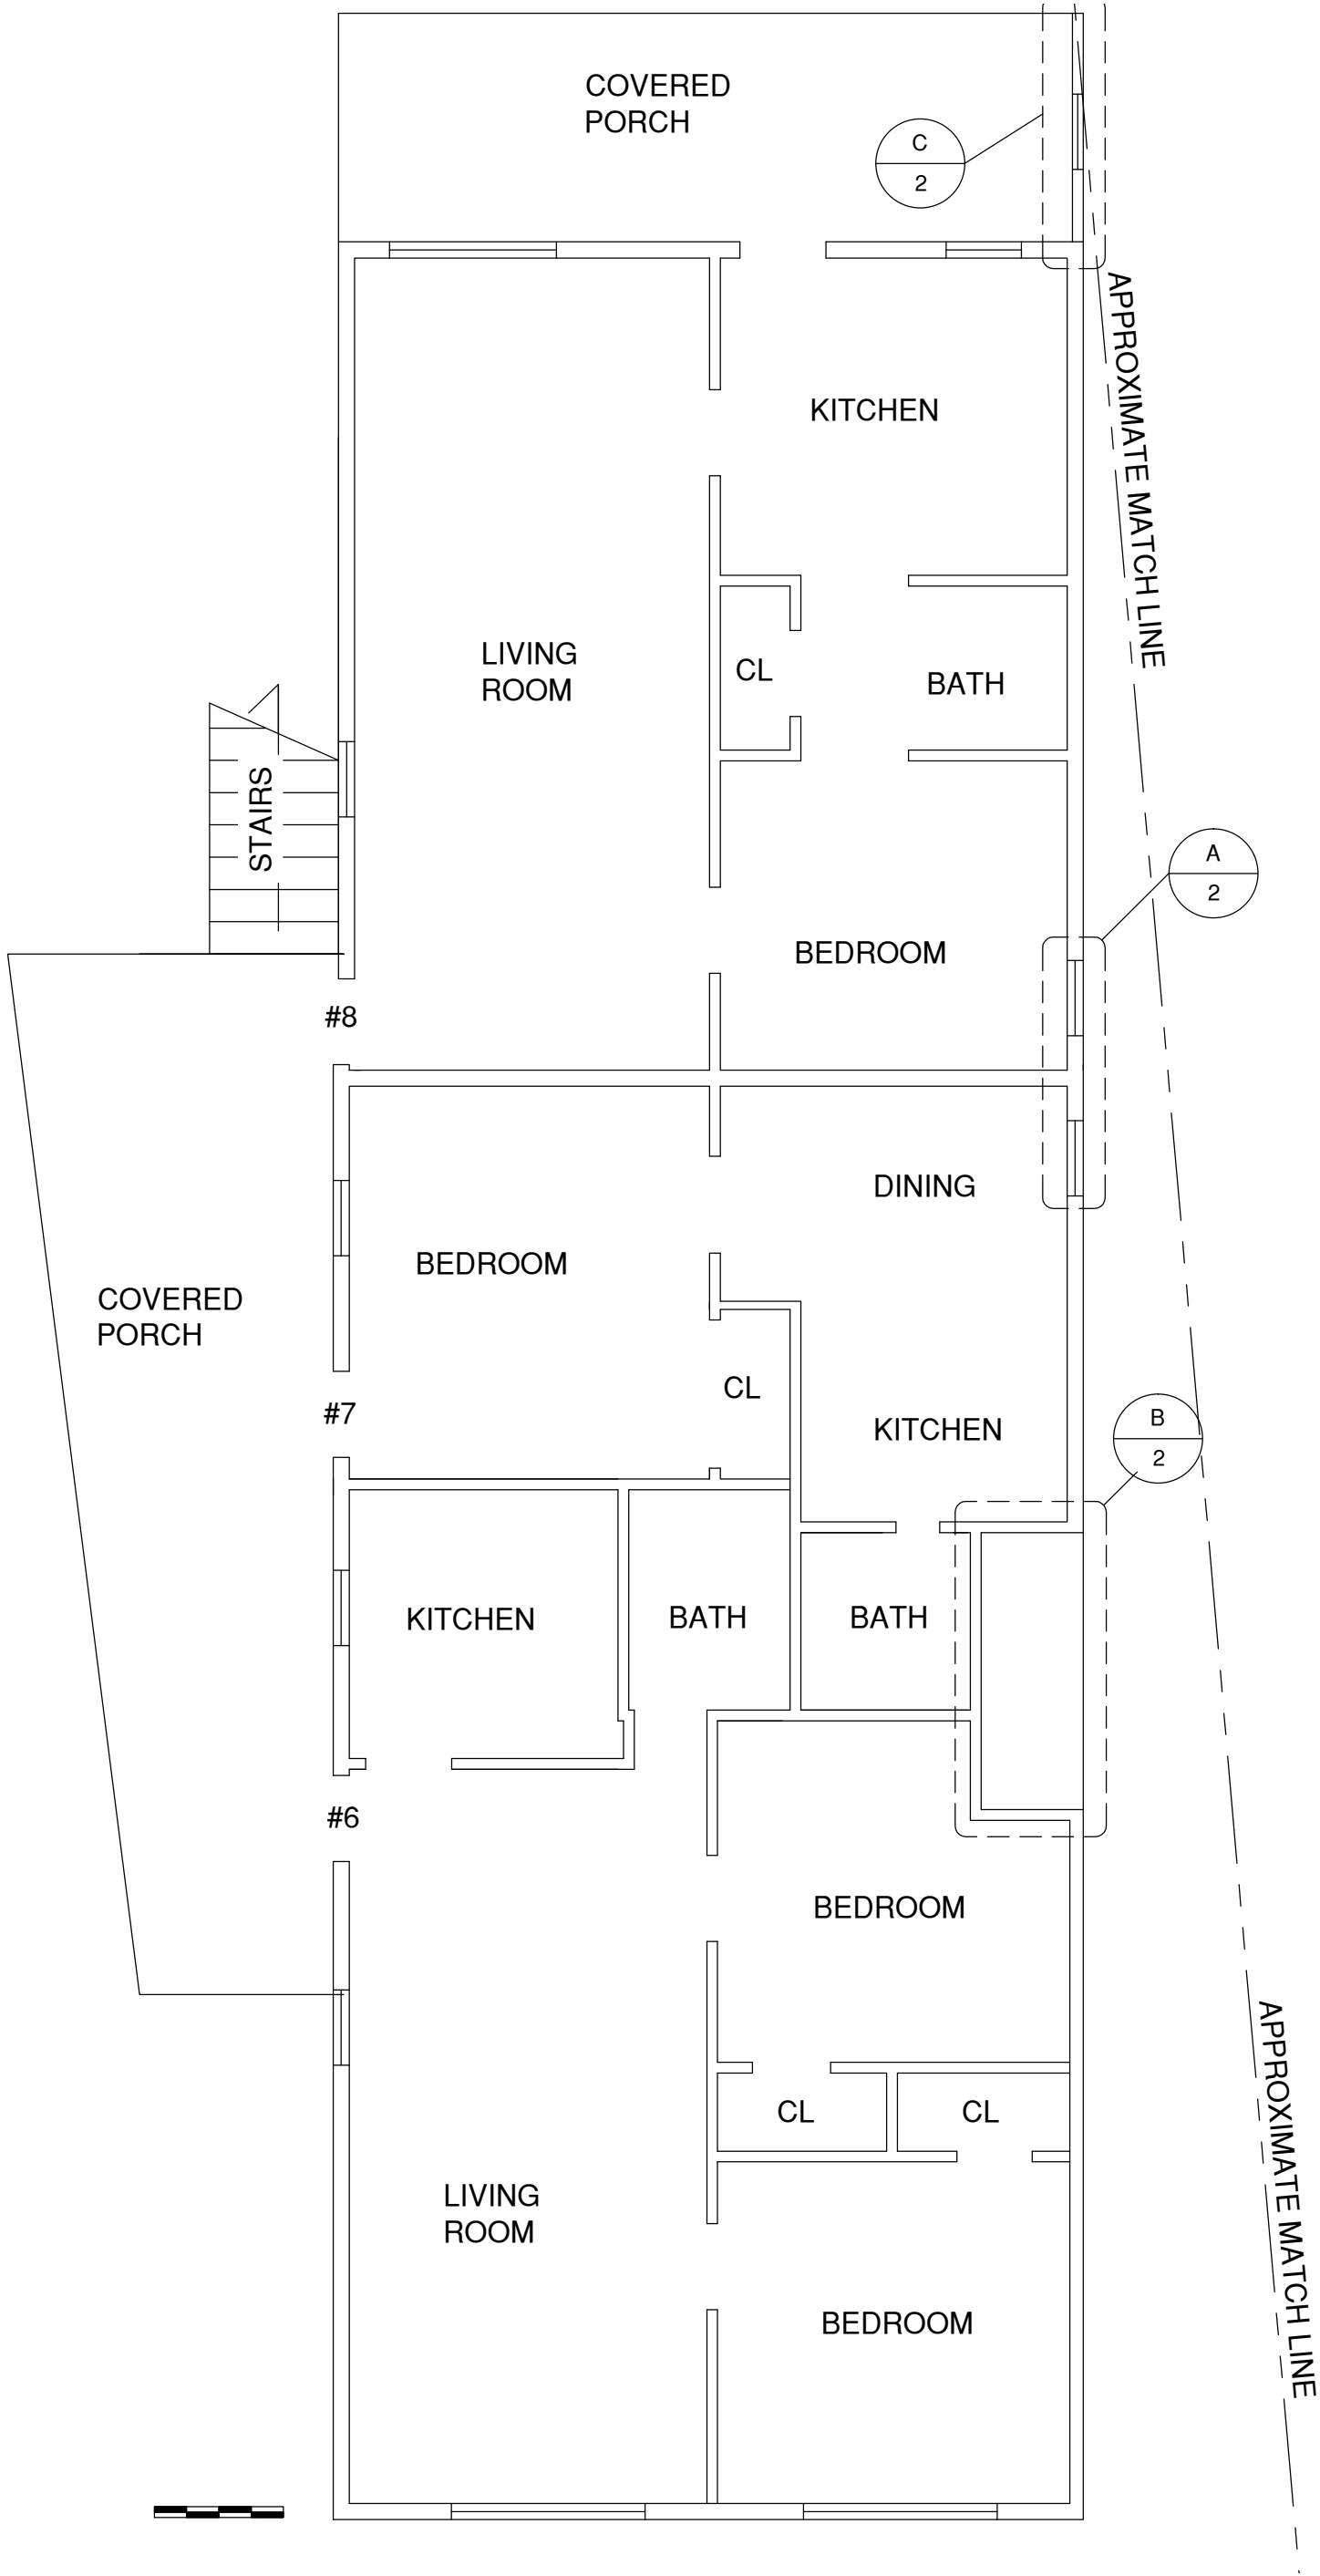 COVERED
PORCH
C
2
APPROXIMATE MATCH LINE
KITCHEN
LIVING
ROOM
CL
BATH
STAIRS
A
2
BEDROOM
#8
DINING
BEDROOM
COVERED
PORCH
CL
#7
B
2
KITCHEN
KITCHEN
BATH
BATH
#6
BEDROOM
APPROXIMATE MATCH LINE
CL
CL
LIVING
ROOM
BEDROOM